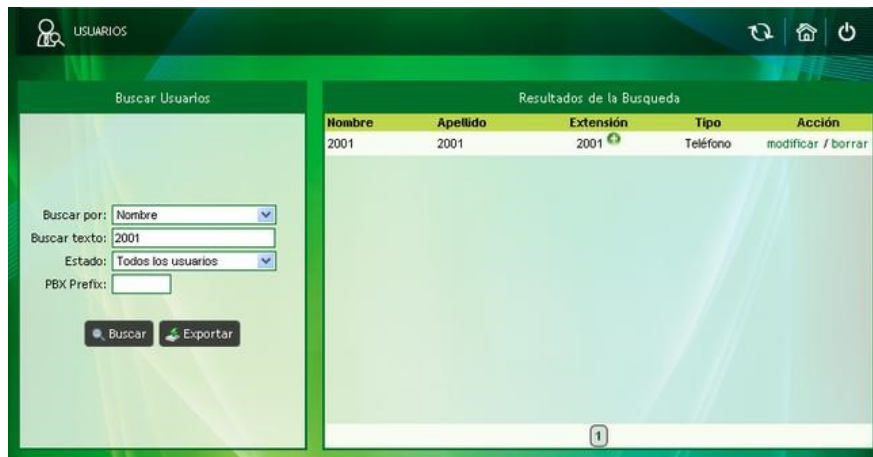 USUARIOS
Buscar Usuarios
Buscar por: Nombre
Buscar texto: 2001
Estado: Todos los usuarios
PBX Prefix:
Buscar Exportar
Resultados de la Busqueda
Nombre Apellido Extensión Tipo Acción
2001 2001 2001 Teléfono modificar / borrar
1